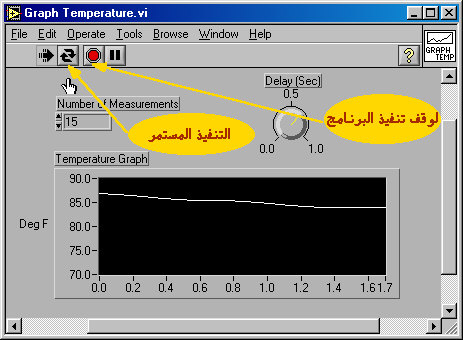 Graph Temperature.vi
File Edit Operate Tools Browse Window Help
?
GRAPH
TEMP
Delay (Sec)
0.5
0.0 1.0
Number of Measurements
15
التنفيذ المستمر
لوقف تنفيذ البرنامج
Temperature Graph
Deg F
90.0
85.0
80.0
75.0
70.0
0.0 0.2 0.4 0.6 0.8 1.0 1.2 1.4 1.6 1.7